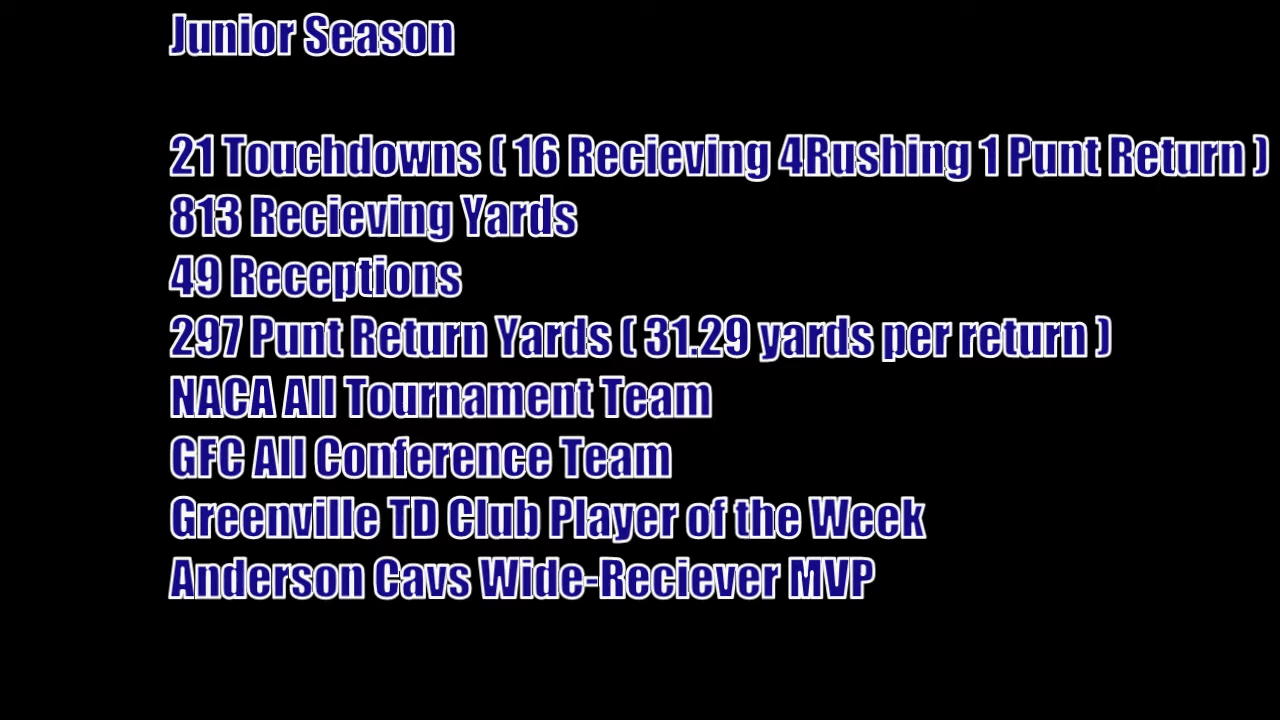 Junior Season
21 Touchdowns ( 16 Recieving 4Rushing 1 Punt Return )
813 Recieving Yards
49 Receptions
297 Punt Return Yards ( 31.29 yards per return )
NACA All Tournament Team
GFC All Conference Team
Greenville TD Club Player of the Week
Anderson Cavs Wide-Reciever MVP